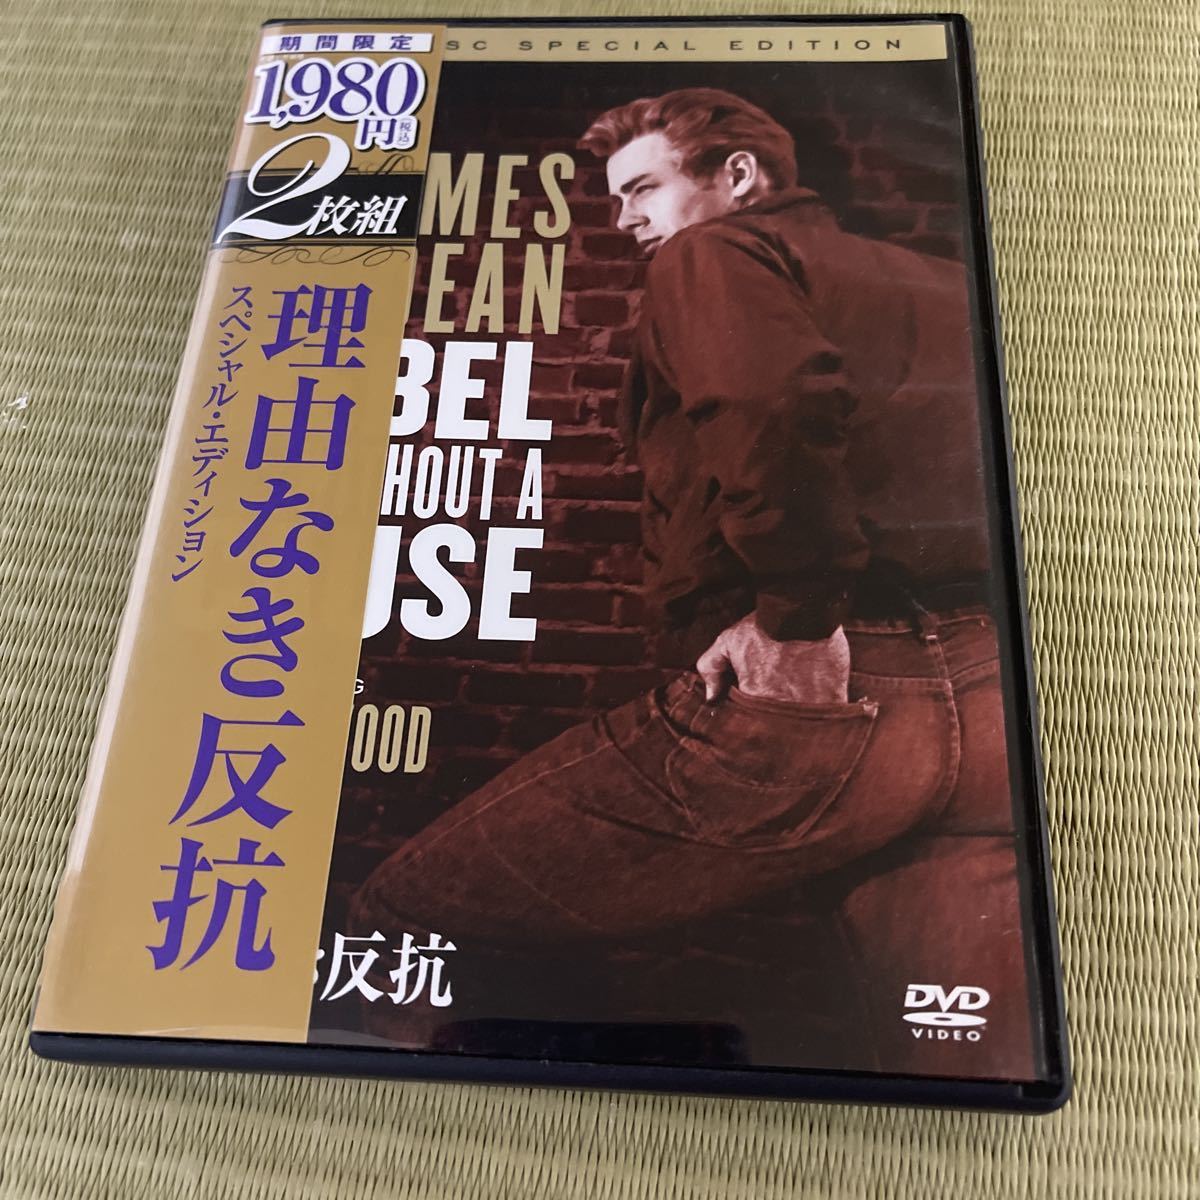 期間限定
1,980円(税込)
2枚組
理由なき反抗
スペシャル・エディション
SC SPECIAL EDITION
MES
EAN
BEL
HOUT A
USE
G
OOD
反抗
DVD
VIDEO